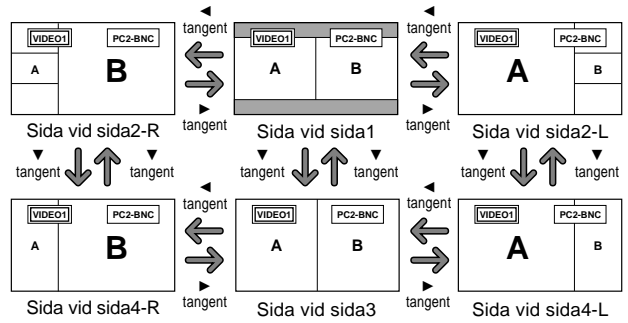 ◄ ◄
tangent tangent
VIDEO1 PC2-BNC VIDEO1 PC2-BNC VIDEO1 PC2-BNC
A B A B A B
► ►
tangent tangent
Sida vid sida2-R Sida vid sida1 Sida vid sida2-L
▼ ▼ ▼ ▼ ▼ ▼
tangent tangent tangent tangent tangent tangent
◄ ◄
tangent tangent
VIDEO1 PC2-BNC VIDEO1 PC2-BNC VIDEO1 PC2-BNC
A B A B A B
► ►
tangent tangent
Sida vid sida4-R Sida vid sida3 Sida vid sida4-L